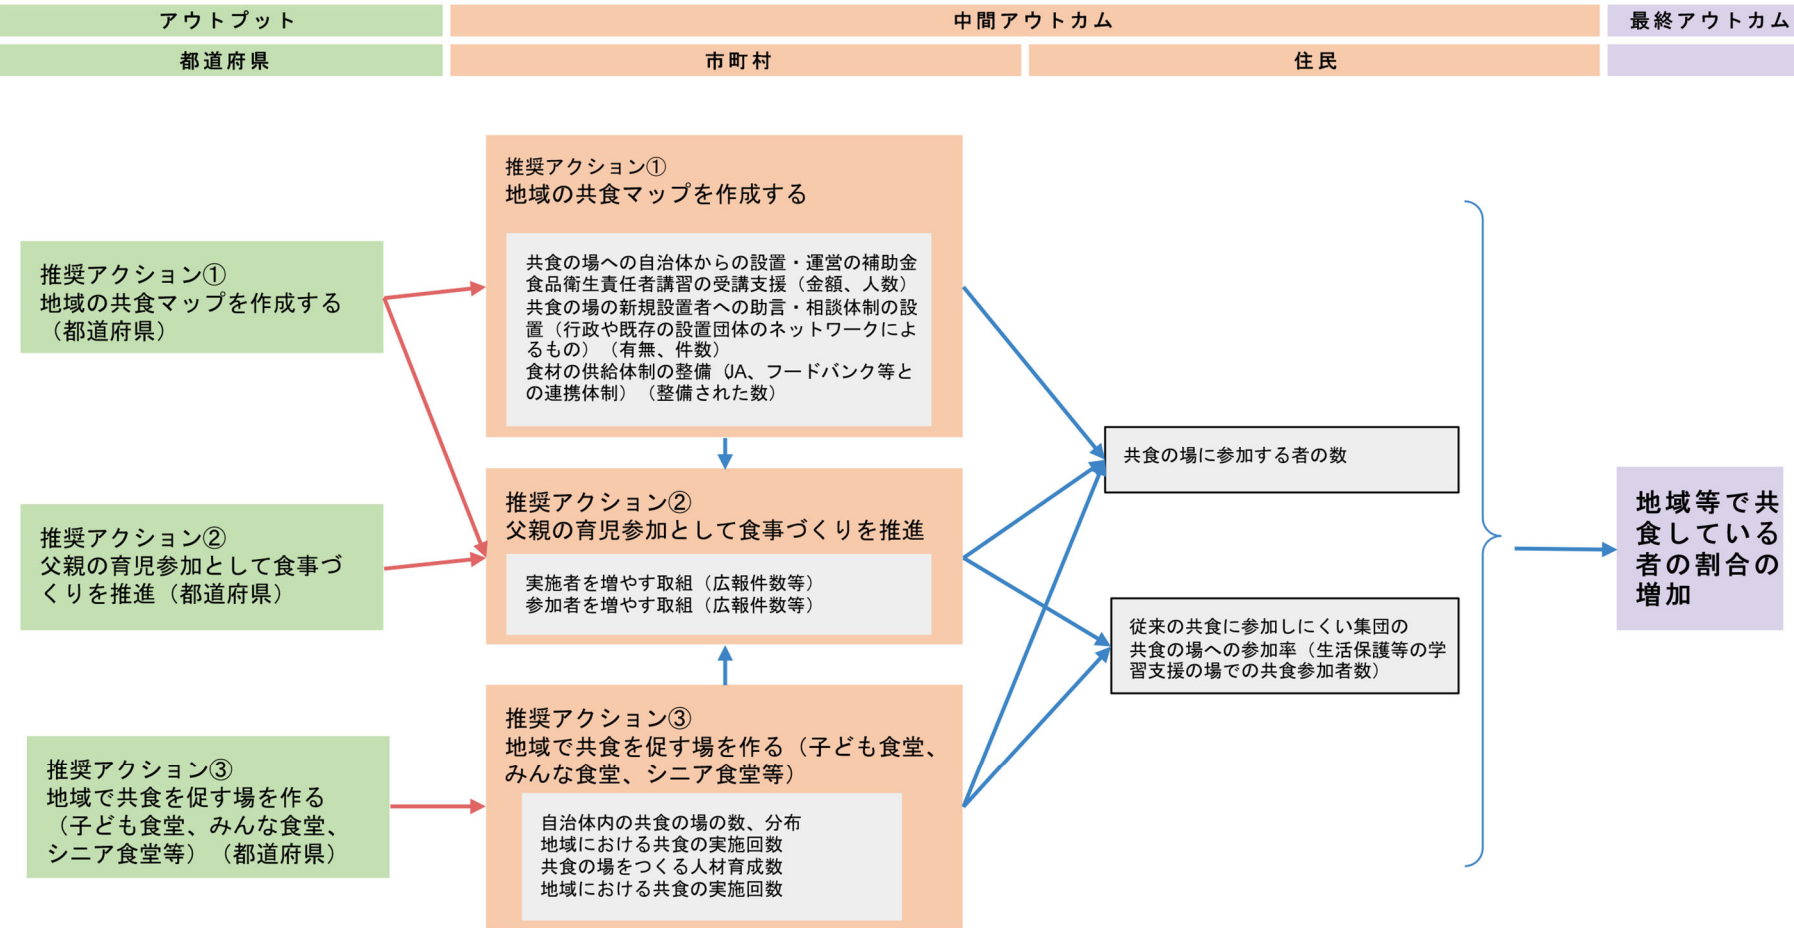 アウトプット
中間アウトカム
最終アウトカム
都道府県
市町村
住民
推奨アクション①
地域の共食マップを作成する
（都道府県）
推奨アクション②
父親の育児参加として食事づ
くりを推進（都道府県）
推奨アクション③
地域で共食を促す場を作る
（子ども食堂、みんな食堂、
シニア食堂等）（都道府県）
推奨アクション①
地域の共食マップを作成する
共食の場への自治体からの設置・運営の補助金
食品衛生責任者講習の受講支援（金額、人数）
共食の場の新規設置者への助言・相談体制の設
置（行政や既存の設置団体のネットワークによ
るもの）（有無、件数）
食材の供給体制の整備（JA、フードバンク等と
の連携体制）（整備された数）
推奨アクション②
父親の育児参加として食事づくりを推進
実施者を増やす取組（広報件数等）
参加者を増やす取組（広報件数等）
推奨アクション③
地域で共食を促す場を作る（子ども食堂、
みんな食堂、シニア食堂等）
自治体内の共食の場の数、分布
地域における共食の実施回数
共食の場をつくる人材育成数
地域における共食の実施回数
共食の場に参加する者の数
従来の共食に参加しにくい集団の
共食の場への参加率（生活保護等の学
習支援の場での共食参加者数）
地域等で共
食している
者の割合の
増加